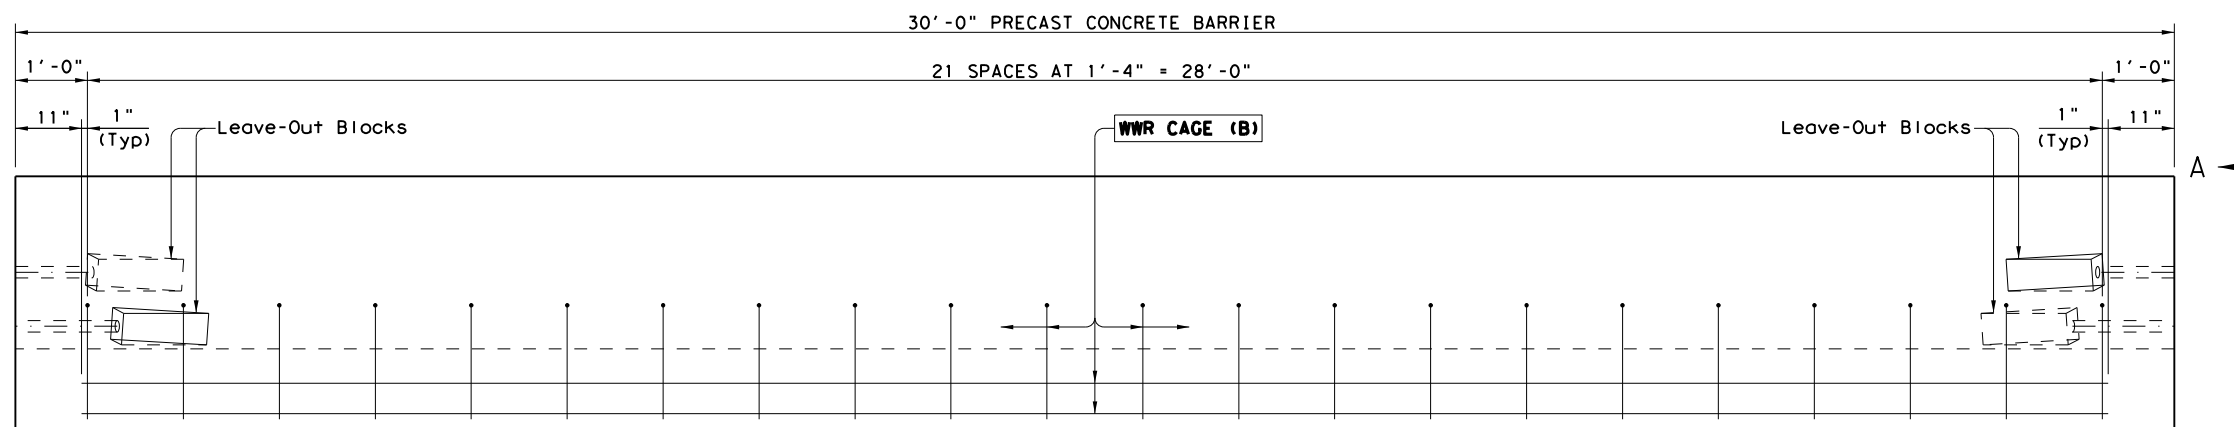 30'-0" PRECAST CONCRETE BARRIER
1'-0"
21 SPACES AT 1'-4" = 28'-0"
1'-0"
11"
1"
(Typ)
Leave-Out Blocks
WWR CAGE (B)
Leave-Out Blocks
1"
(Typ)
11"
A